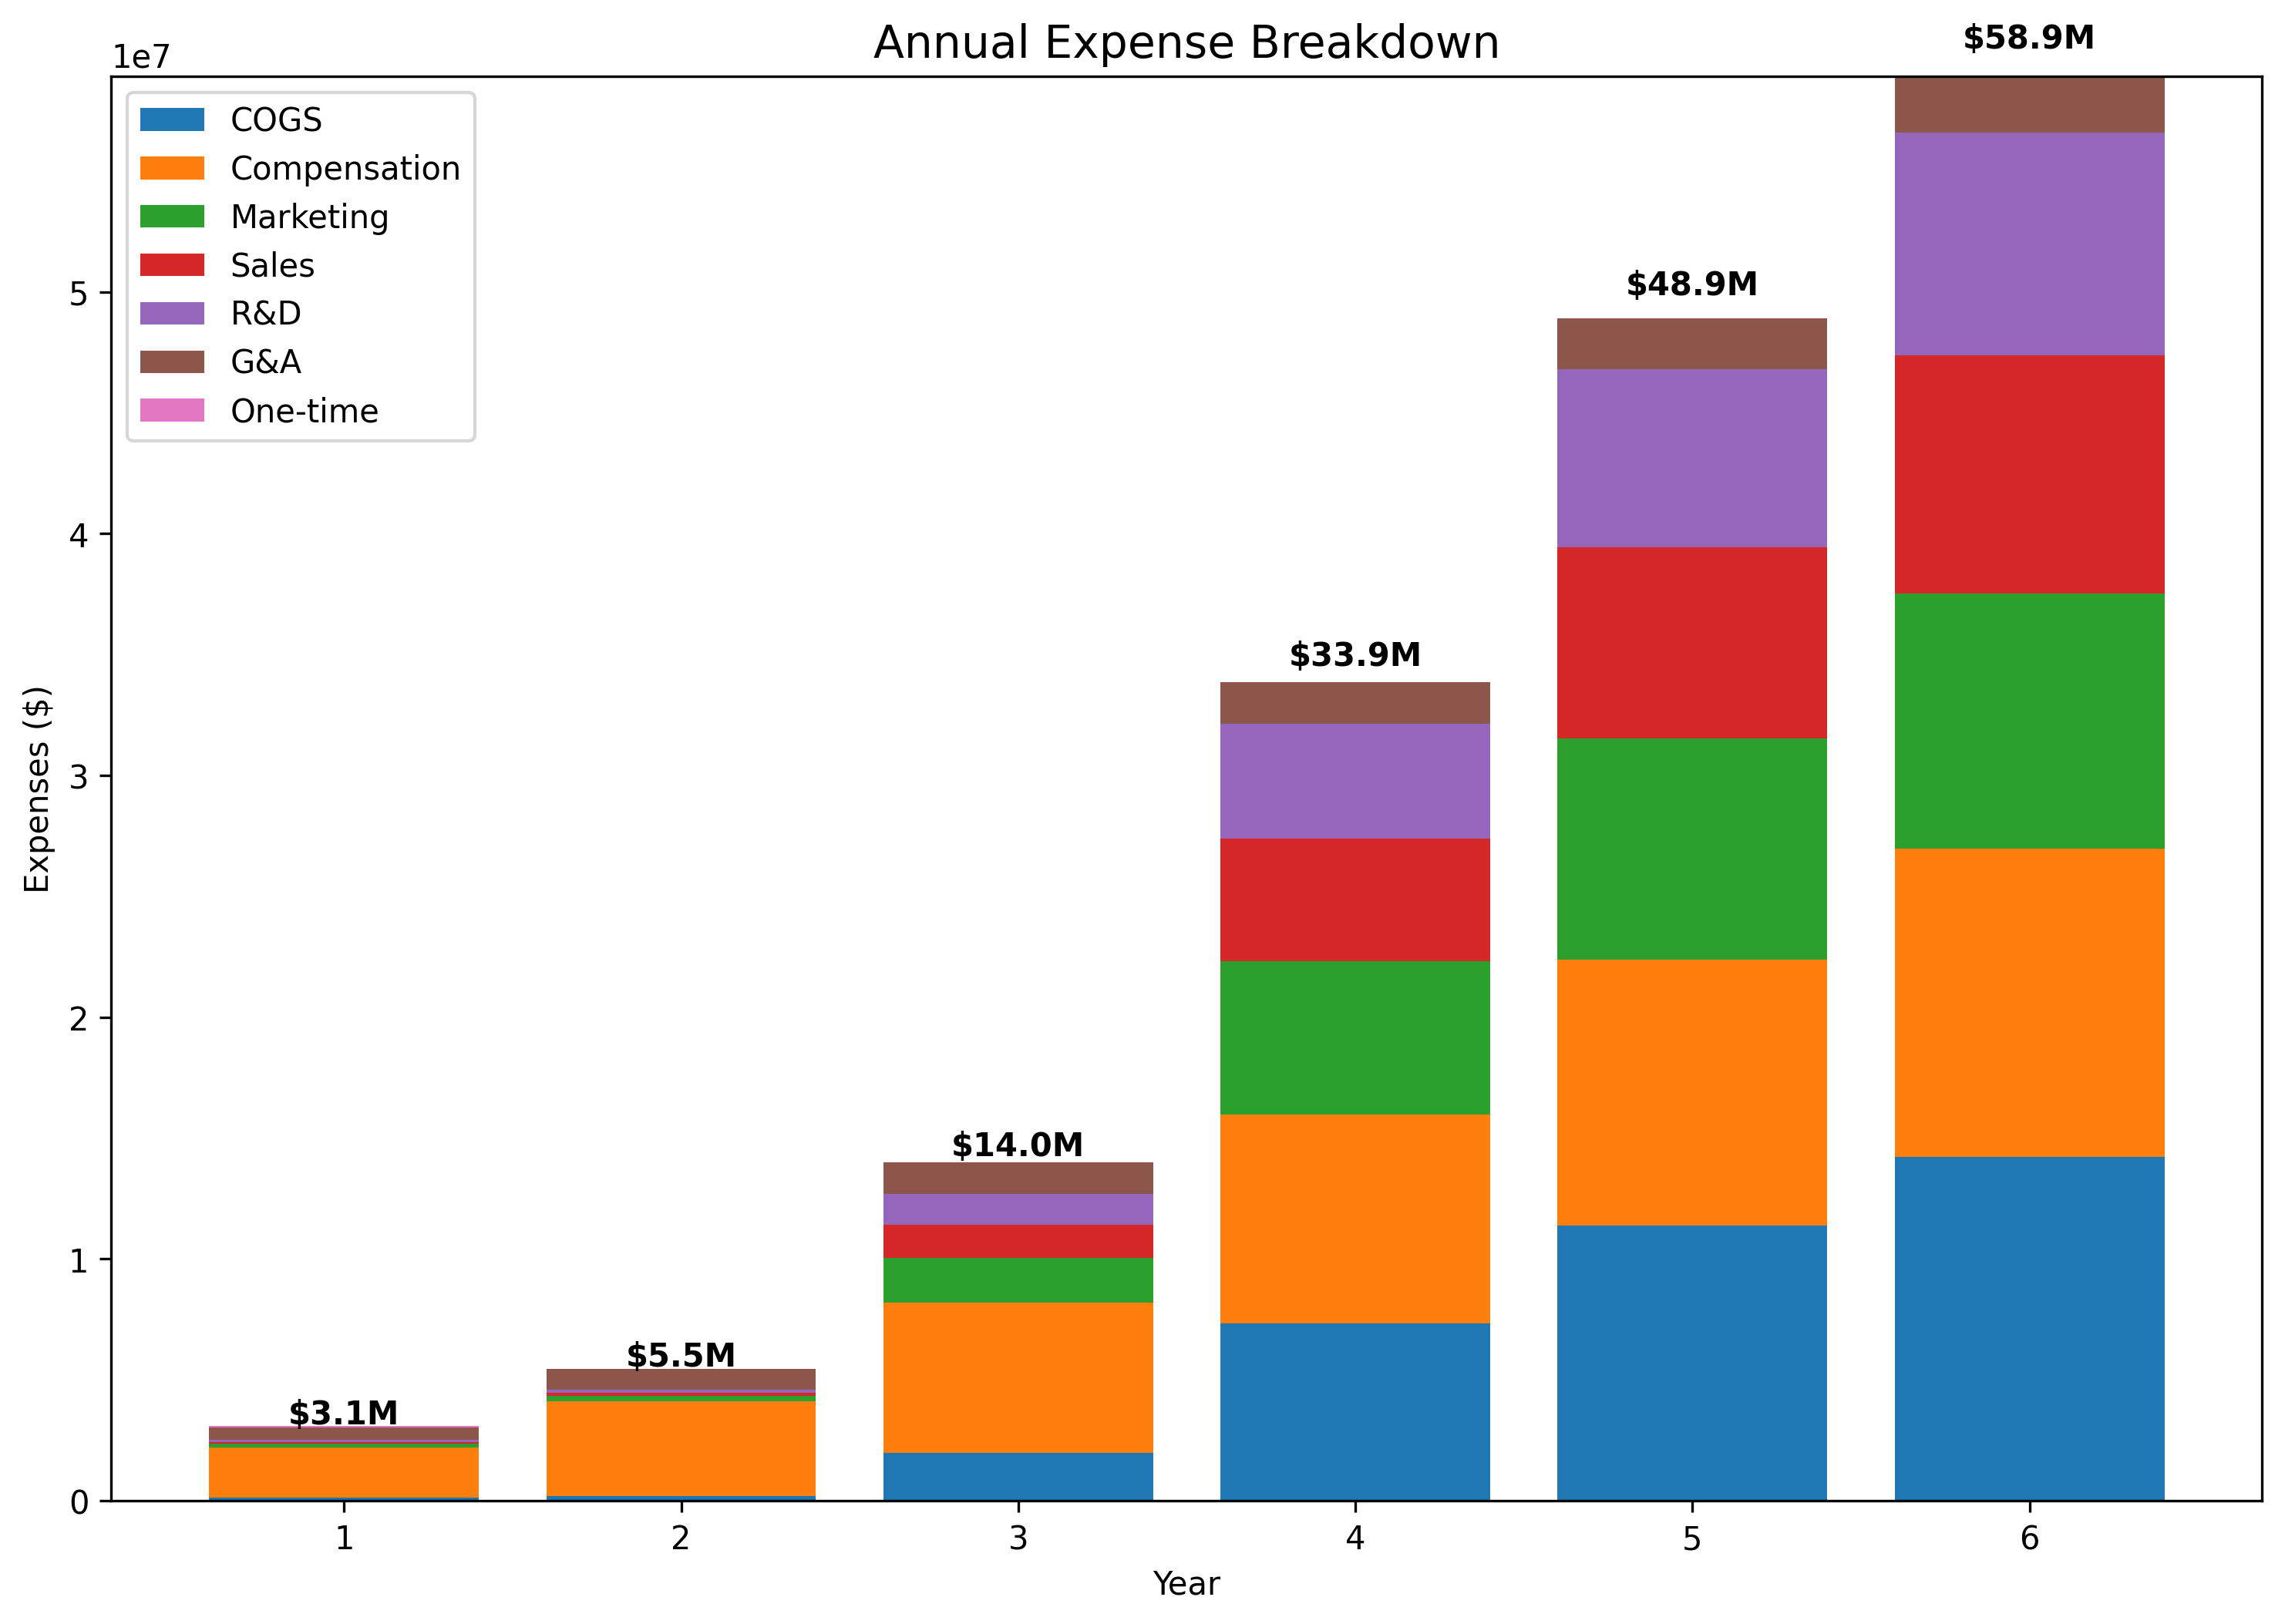 Annual Expense Breakdown
1e7
COGS
Compensation
Marketing
Sales
R&D
G&A
One-time
$3.1M
$5.5M
$14.0M
$33.9M
$48.9M
$58.9M
5
4
3
2
1
0
Expenses ($)
1 2 3 4 5 6
Year